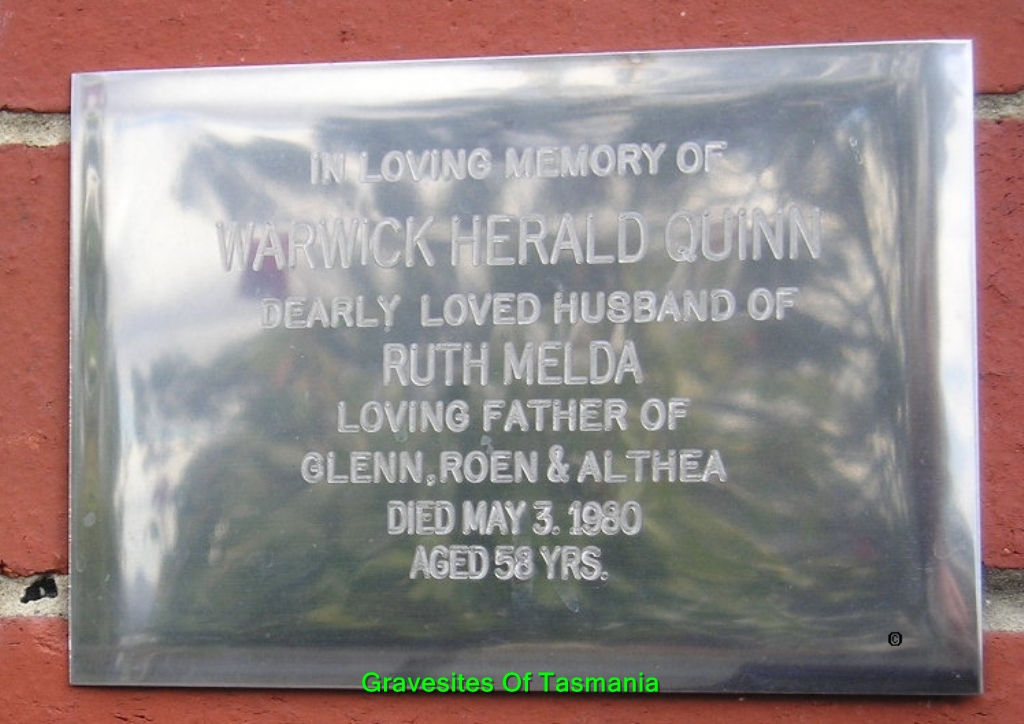 IN LOVING MEMORY OF
WARWICK HERALD QUINN
DEARLY LOVED HUSBAND OF
RUTH MELDA
LOVING FATHER OF
GLENN, ROEN & ALTHEA
DIED MAY 3. 1980
AGED 58 YRS.
©
Gravesites Of Tasmania